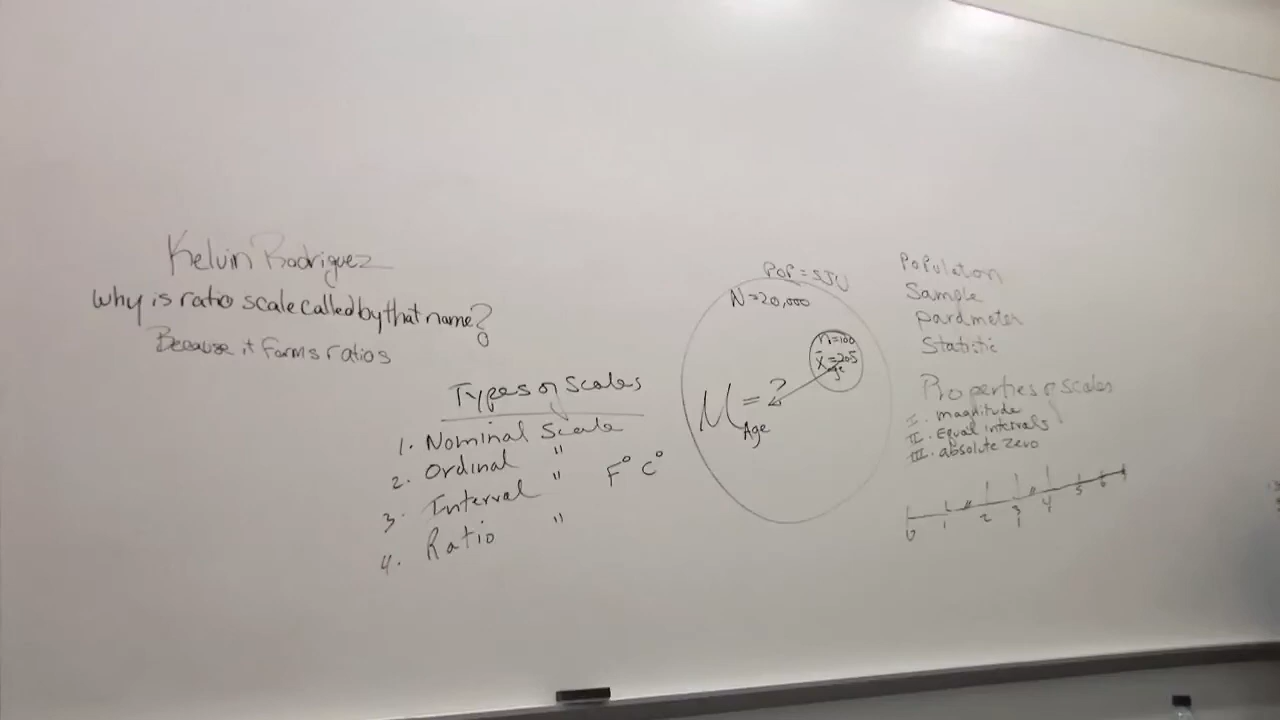 Kelvin Rodriguez
Why is ratio scale called by that name?
Because it forms ratios
Types of Scales
1. Nominal Scale
2. Ordinal "
3. Interval " F° C°
4. Ratio "
POP = SJU
N = 20,000
n = 100
X̄ = 20.5
age
M = ?
Age
Population
Sample
parameter
Statistic
Properties of scales
I. magnitude
II. Equal intervals
III. absolute zero
0 1 2 3 4 5 6